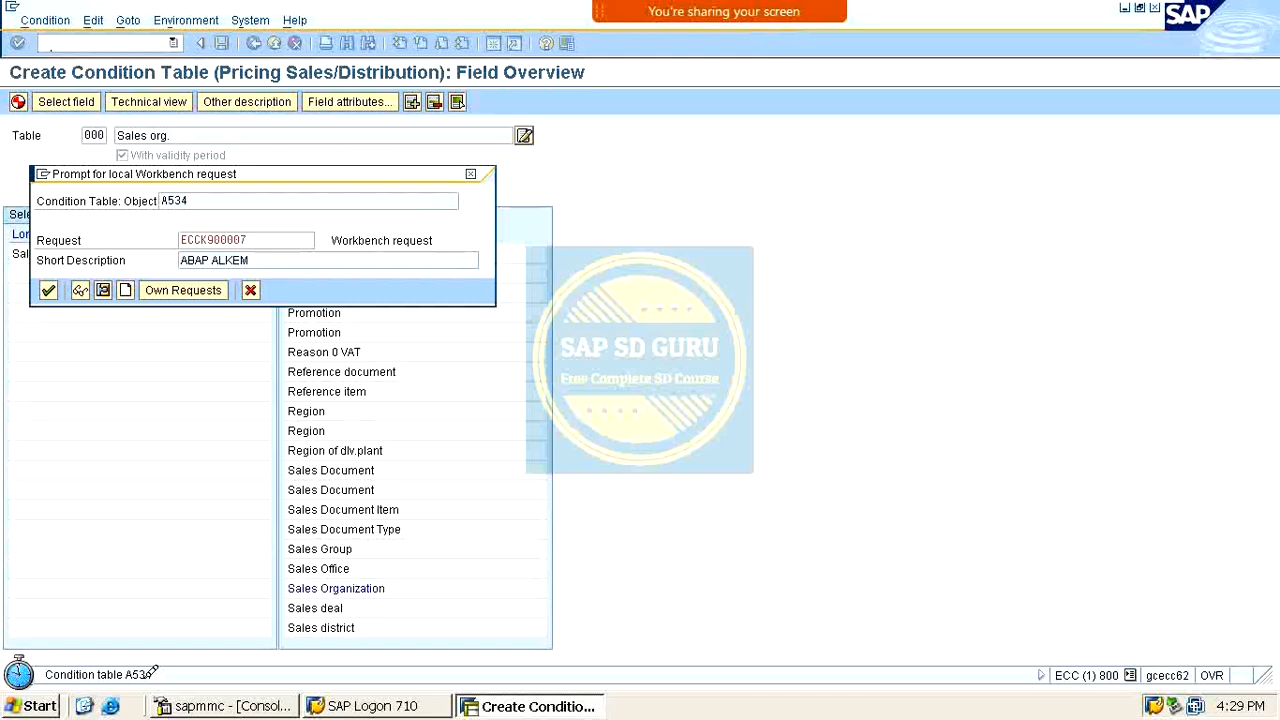 You're sharing your screen
Condition Edit Goto Environment System Help
SAP
Create Condition Table (Pricing Sales/Distribution): Field Overview
Select field Technical view Other description Field attributes...
Table 000 Sales org.
With validity period
Prompt for local Workbench request
Condition Table: Object A534
Request ECCK900007 Workbench request
Short Description ABAP ALKEM
Own Requests
Promotion
Promotion
Reason 0 VAT
Reference document
Reference item
Region
Region
Region of dlv.plant
Sales Document
Sales Document
Sales Document Item
Sales Document Type
Sales Group
Sales Office
Sales Organization
Sales deal
Sales district
SAP SD GURU
Free Complete SD Course
Condition table A534
ECC (1) 800 gcecc62 OVR
Start sapmmc - [Consol... SAP Logon 710 Create Conditio... 4:29 PM